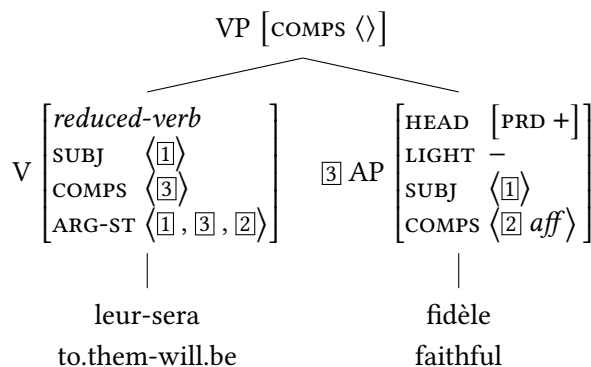 VP [COMPS ⟨⟩]
V [reduced-verb
SUBJ ⟨1⟩
COMPS ⟨3⟩
ARG-ST ⟨1, 3, 2⟩]
3 AP [HEAD [PRD +]
LIGHT −
SUBJ ⟨1⟩
COMPS ⟨2 aff⟩]
leur-sera
to.them-will.be
fidèle
faithful